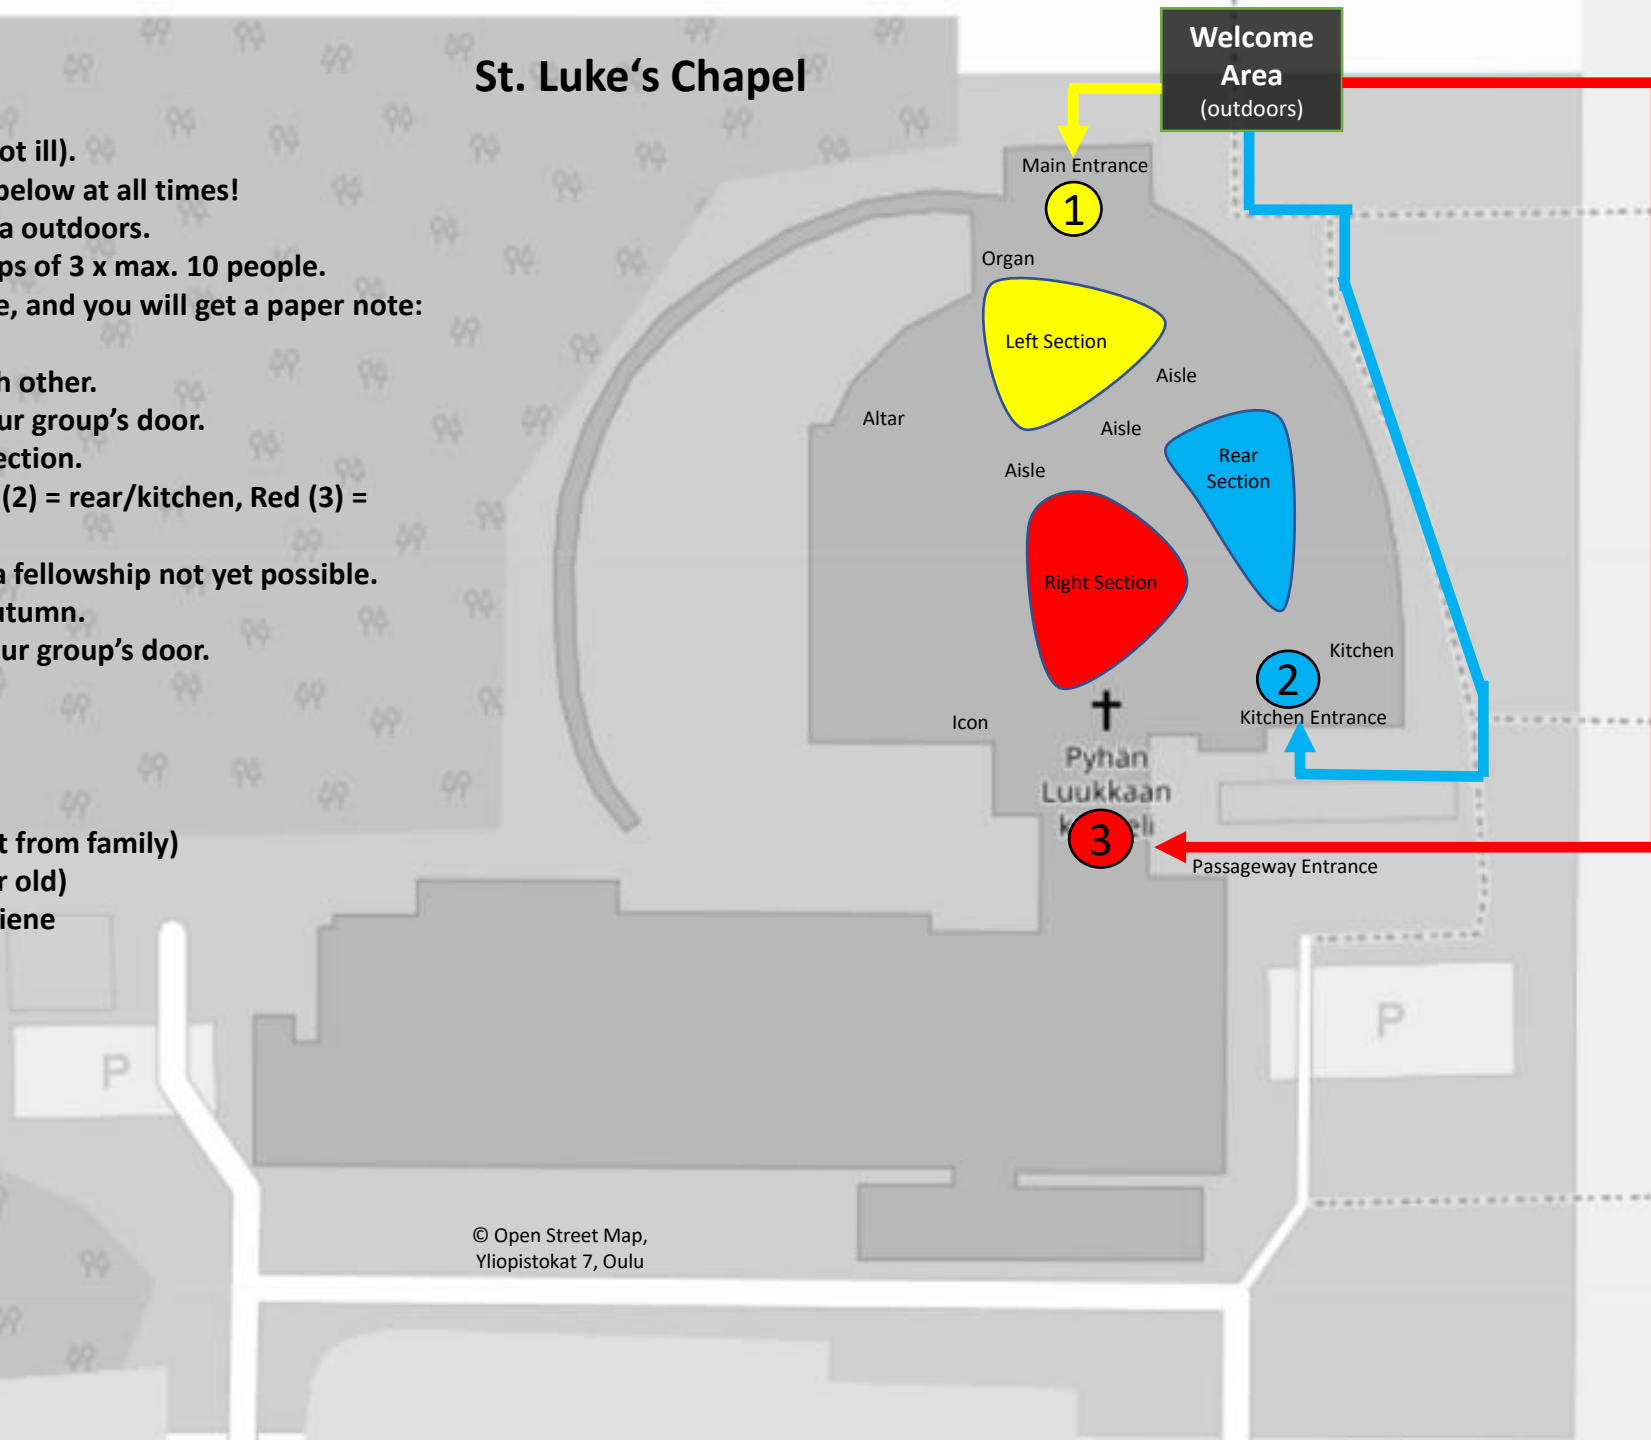 St. Luke‘s Chapel
Welcome
Area
(outdoors)
ot ill).
below at all times!
a outdoors.
ps of 3 x max. 10 people.
e, and you will get a paper note:
h other.
ur group’s door.
ection.
(2) = rear/kitchen, Red (3) =
a fellowship not yet possible.
utumn.
ur group’s door.
t from family)
r old)
iene
Main Entrance
1
Organ
Left Section
Aisle
Altar
Aisle
Rear
Section
Aisle
Right Section
Kitchen
2
Kitchen Entrance
Icon
Pyhän
Luukkaan
3
Passageway Entrance
P
P
© Open Street Map,
Yliopistokat 7, Oulu